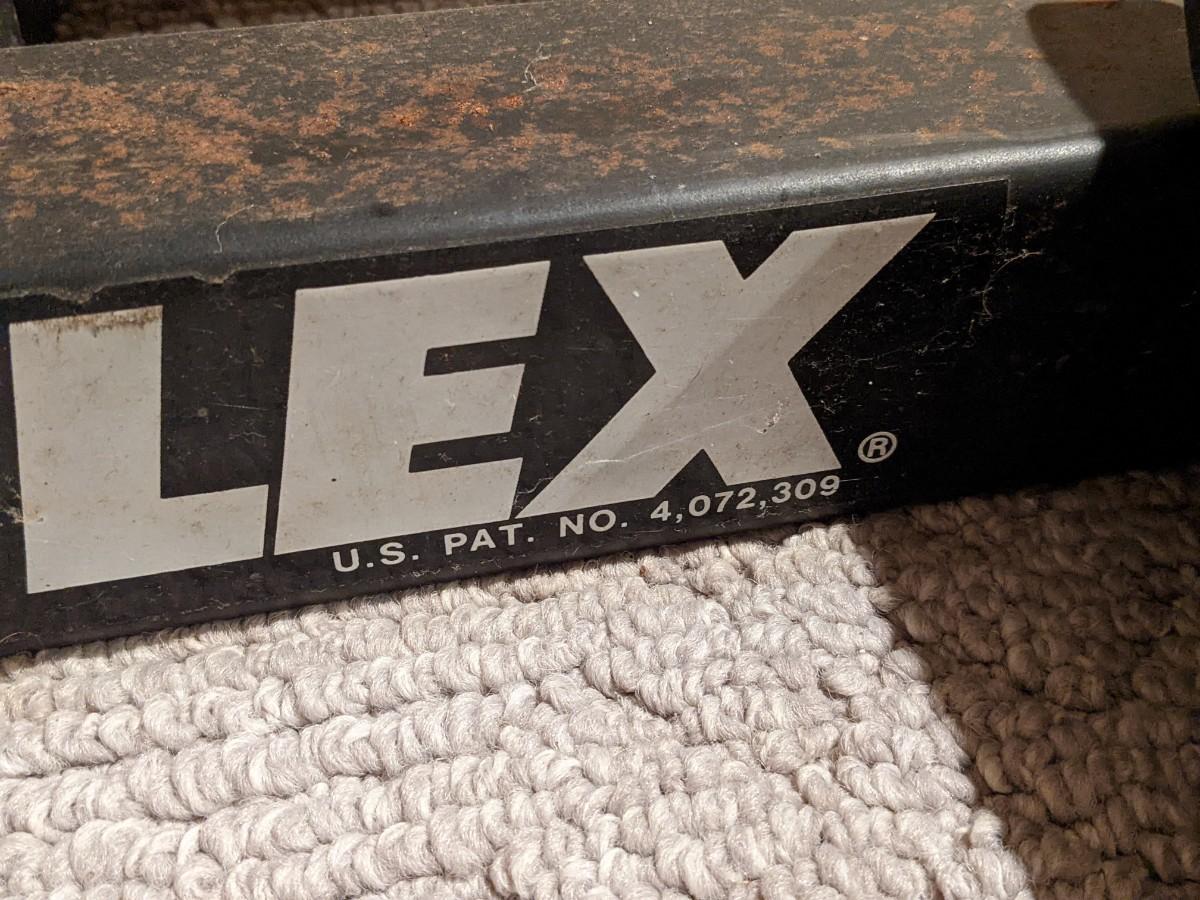 LEX®
U.S. PAT. NO. 4,072,309